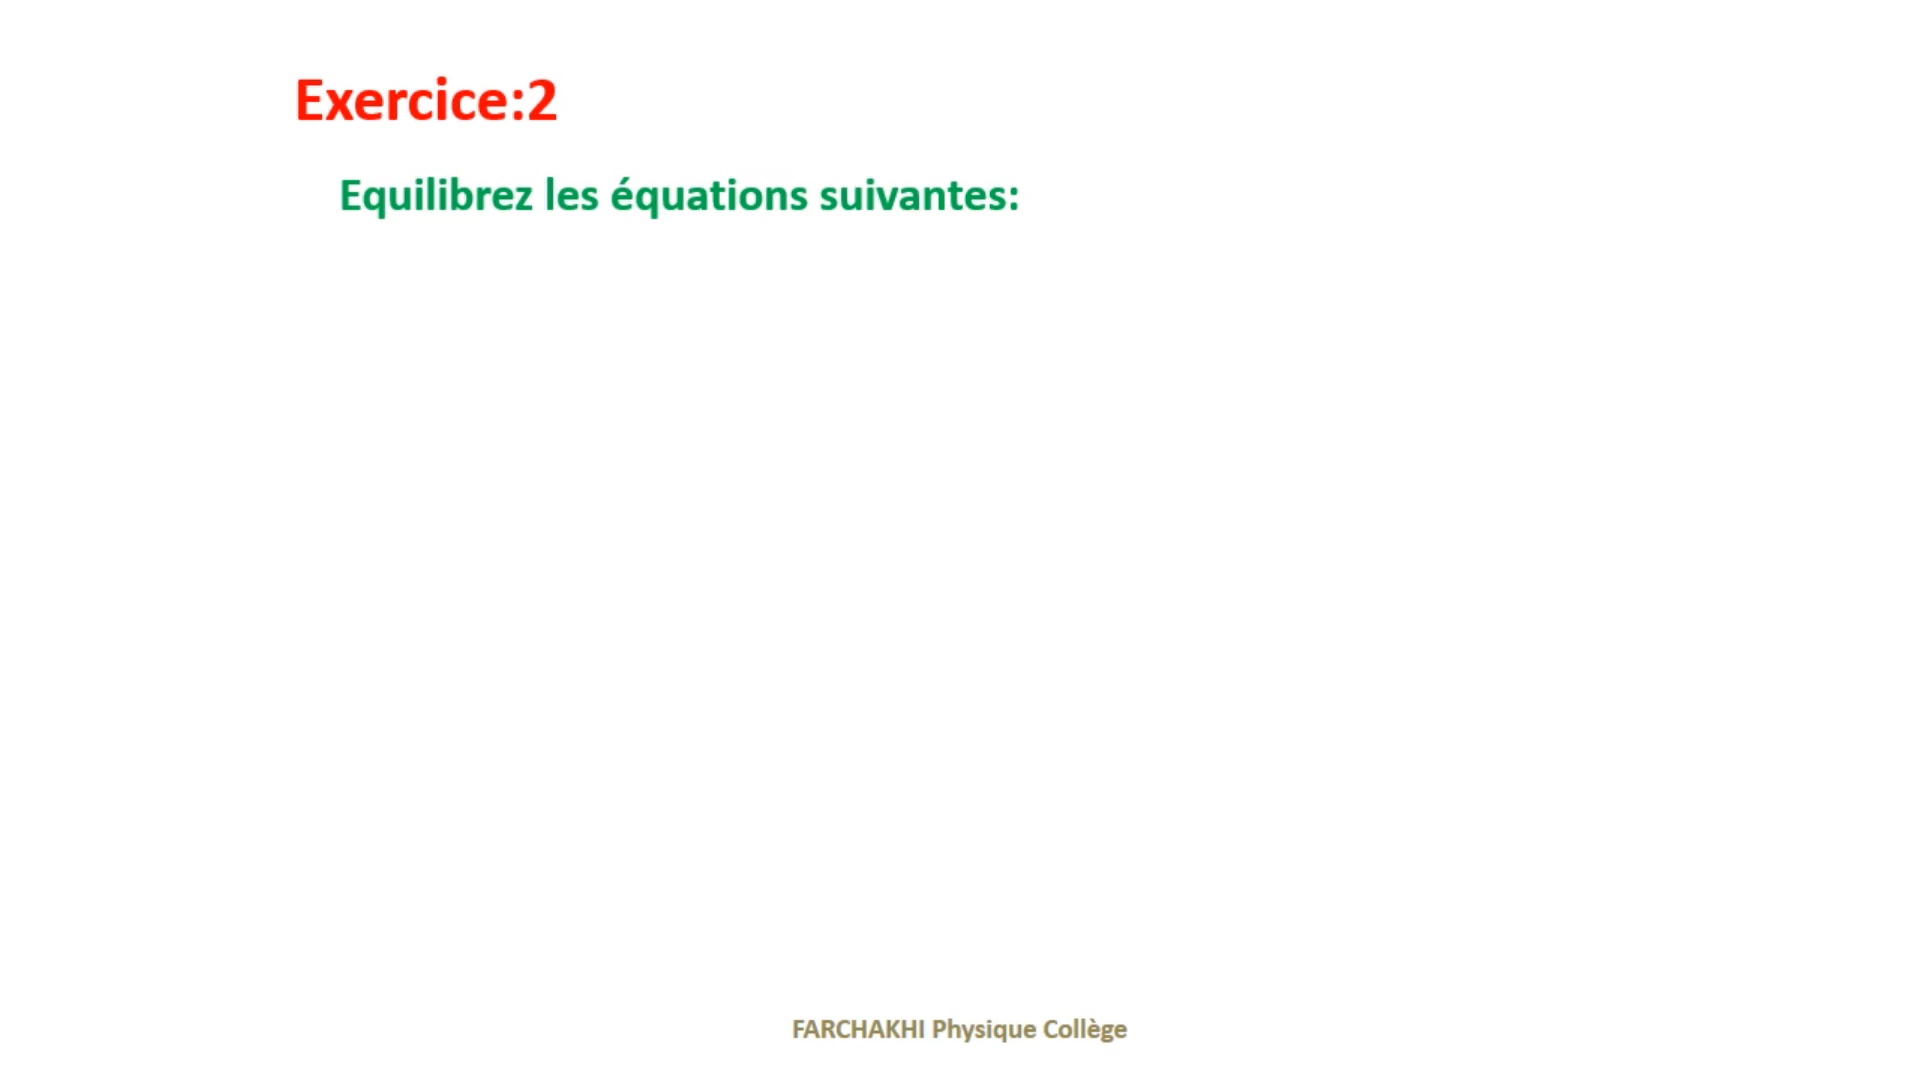 Exercice:2
Equilibrez les équations suivantes:
FARCHAKHI Physique Collège